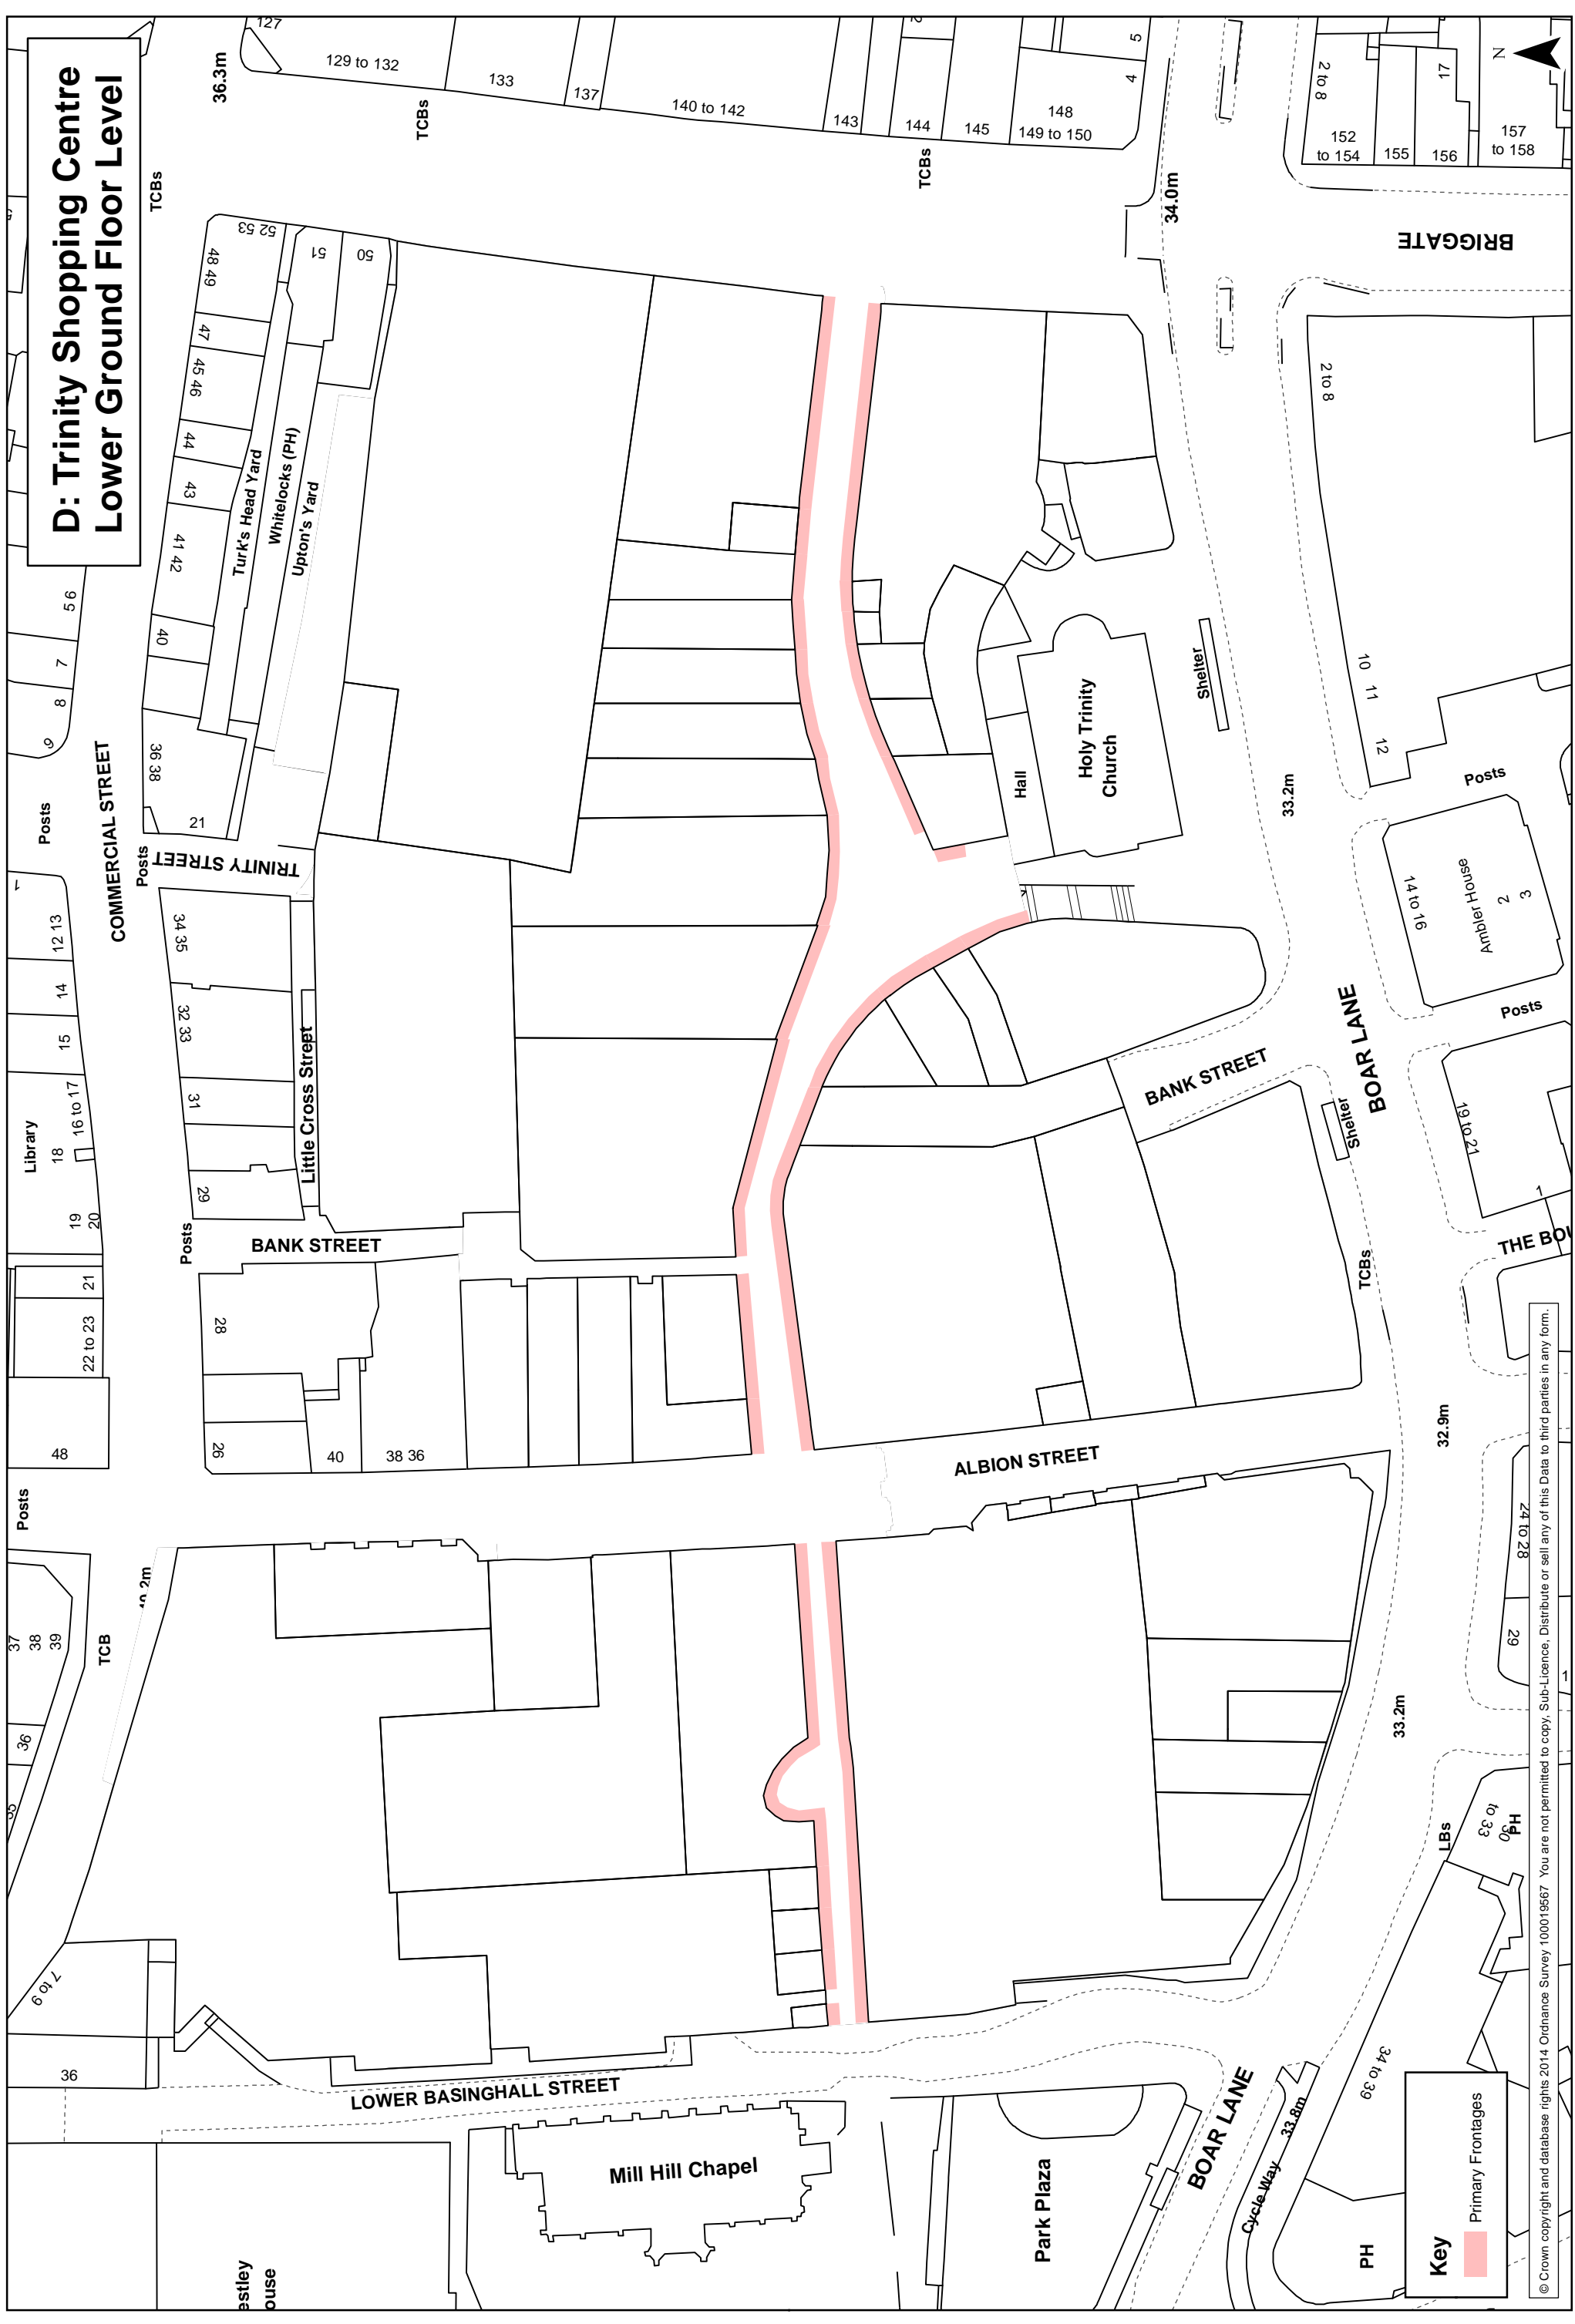 D: Trinity Shopping Centre
Lower Ground Floor Level
127
129 to 132
133
137
140 to 142
143
144
145
148
149 to 150
5
4
2 to 8
17
152
to 154
155
156
157
to 158
N
36.3m
TCBs
TCBs
TCBs
34.0m
BRIGGATE
52 53
51
50
48 49
47
45 46
44
43
41 42
40
36 38
21
Turk's Head Yard
Whitelocks (PH)
Upton's Yard
5 6
7
8
9
Posts
COMMERCIAL STREET
Posts
TRINITY STREET
1
12 13
14
15
16 to 17
18
Library
19
20
21
22 to 23
48
Posts
34 35
32 33
31
29
Little Cross Street
Posts
BANK STREET
28
26
40
38 36
Hall
Holy Trinity
Church
Shelter
33.2m
2 to 8
10
11
12
Posts
14 to 16
Ambler House
2
3
Posts
BOAR LANE
BANK STREET
Shelter
19 to 21
1
THE BOU
TCBs
32.9m
ALBION STREET
24 to 28
29
1
33.2m
37
38
39
TCB
36
7 to 9
36
LOWER BASINGHALL STREET
Mill Hill Chapel
Park Plaza
BOAR LANE
Cycle Way
33.8m
34 to 39
LBs
30
to 33
PH
PH
estley
ouse
Key
Primary Frontages
© Crown copyright and database rights 2014 Ordnance Survey 100019567 You are not permitted to copy, Sub-Licence, Distribute or sell any of this Data to third parties in any form.